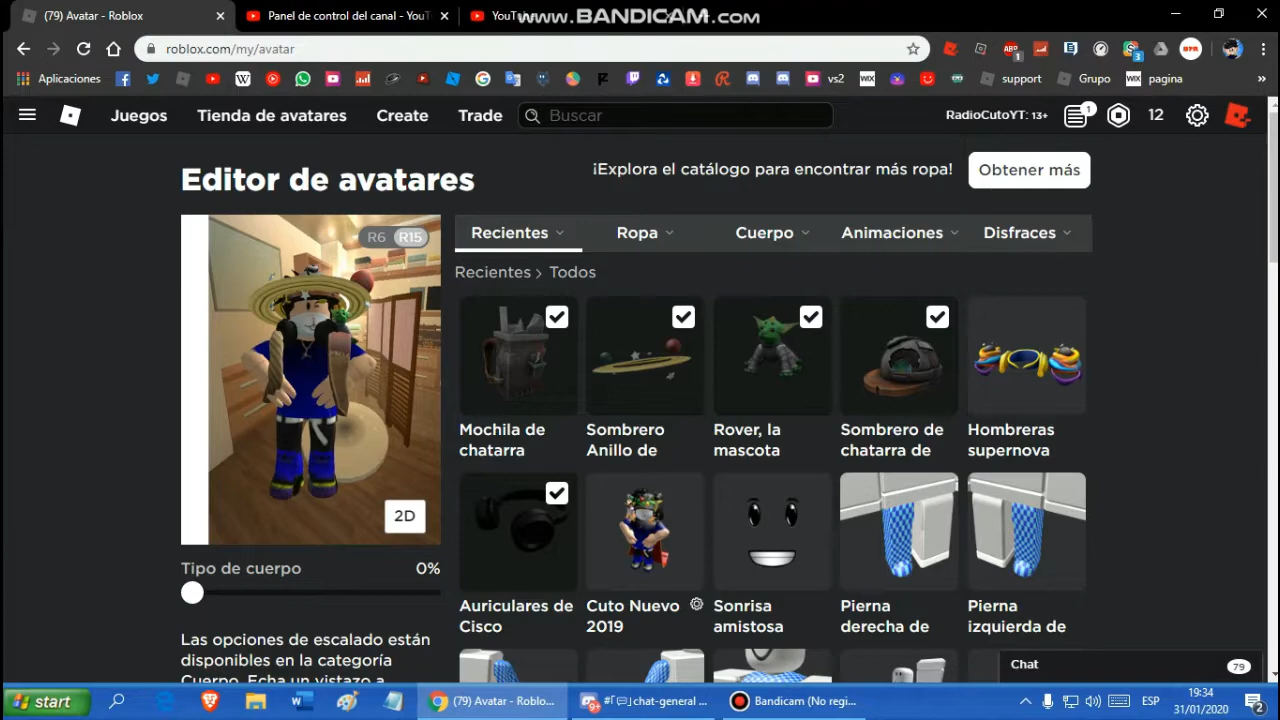 (79) Avatar - Roblox
Panel de control del canal - YouT
YouTube
www.BANDICAM.com
roblox.com/my/avatar
Aplicaciones
vs2
support
Grupo
pagina
Juegos
Tienda de avatares
Create
Trade
Buscar
RadioCutoYT: 13+
1
12
Editor de avatares
¡Explora el catálogo para encontrar más ropa!
Obtener más
R6
R15
Recientes
Ropa
Cuerpo
Animaciones
Disfraces
Recientes > Todos
Mochila de chatarra
Sombrero Anillo de
Rover, la mascota
Sombrero de chatarra de
Hombreras supernova
2D
Tipo de cuerpo
0%
Auriculares de Cisco
Cuto Nuevo 2019
Sonrisa amistosa
Pierna derecha de
Pierna izquierda de
Las opciones de escalado están
disponibles en la categoría
Cuerpo. Echa un vistazo a
Chat
79
start
(79) Avatar - Roblo...
chat-general ...
Bandicam (No regi...
ESP
19:34
31/01/2020
2